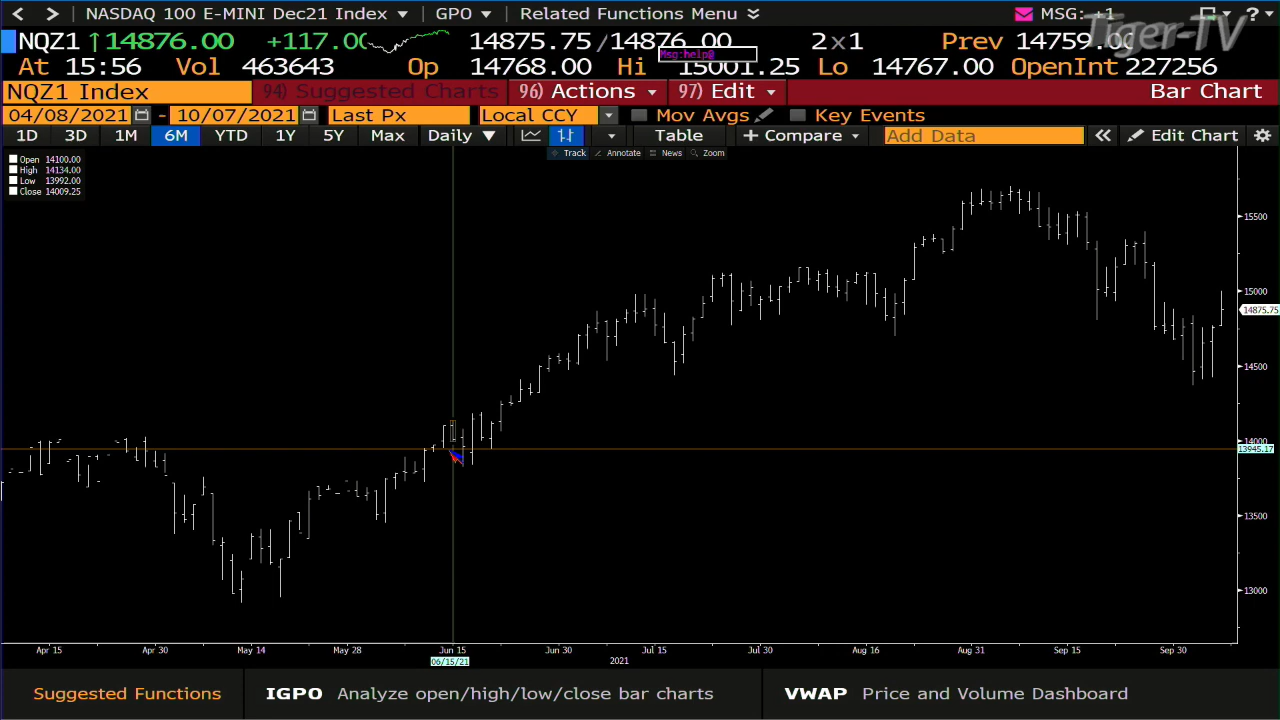 NASDAQ 100 E-MINI Dec21 Index GPO Related Functions Menu MSG: +1 ?
Tiger-TV
NQZ1 ↑14876.00 +117.00 14875.75/14876.00 2×1 Prev 14759.00
Msg:help@
At 15:56 Vol 463643 Op 14768.00 Hi 15001.25 Lo 14767.00 OpenInt 227256
NQZ1 Index 94) Suggested Charts 96) Actions 97) Edit Bar Chart
04/08/2021 - 10/07/2021 Last Px Local CCY Mov Avgs Key Events
1D 3D 1M 6M YTD 1Y 5Y Max Daily ▼ Table + Compare Add Data « Edit Chart
Track Annotate News Zoom
Open 14100.00
High 14134.00
Low 13992.00
Close 14009.25
15500
15000
14875.75
14500
14000
13945.17
13500
13000
Apr 15 Apr 30 May 14 May 28 Jun 15 Jun 30 Jul 15 Jul 30 Aug 16 Aug 31 Sep 15 Sep 30
06/15/21 2021
Suggested Functions IGPO Analyze open/high/low/close bar charts VWAP Price and Volume Dashboard